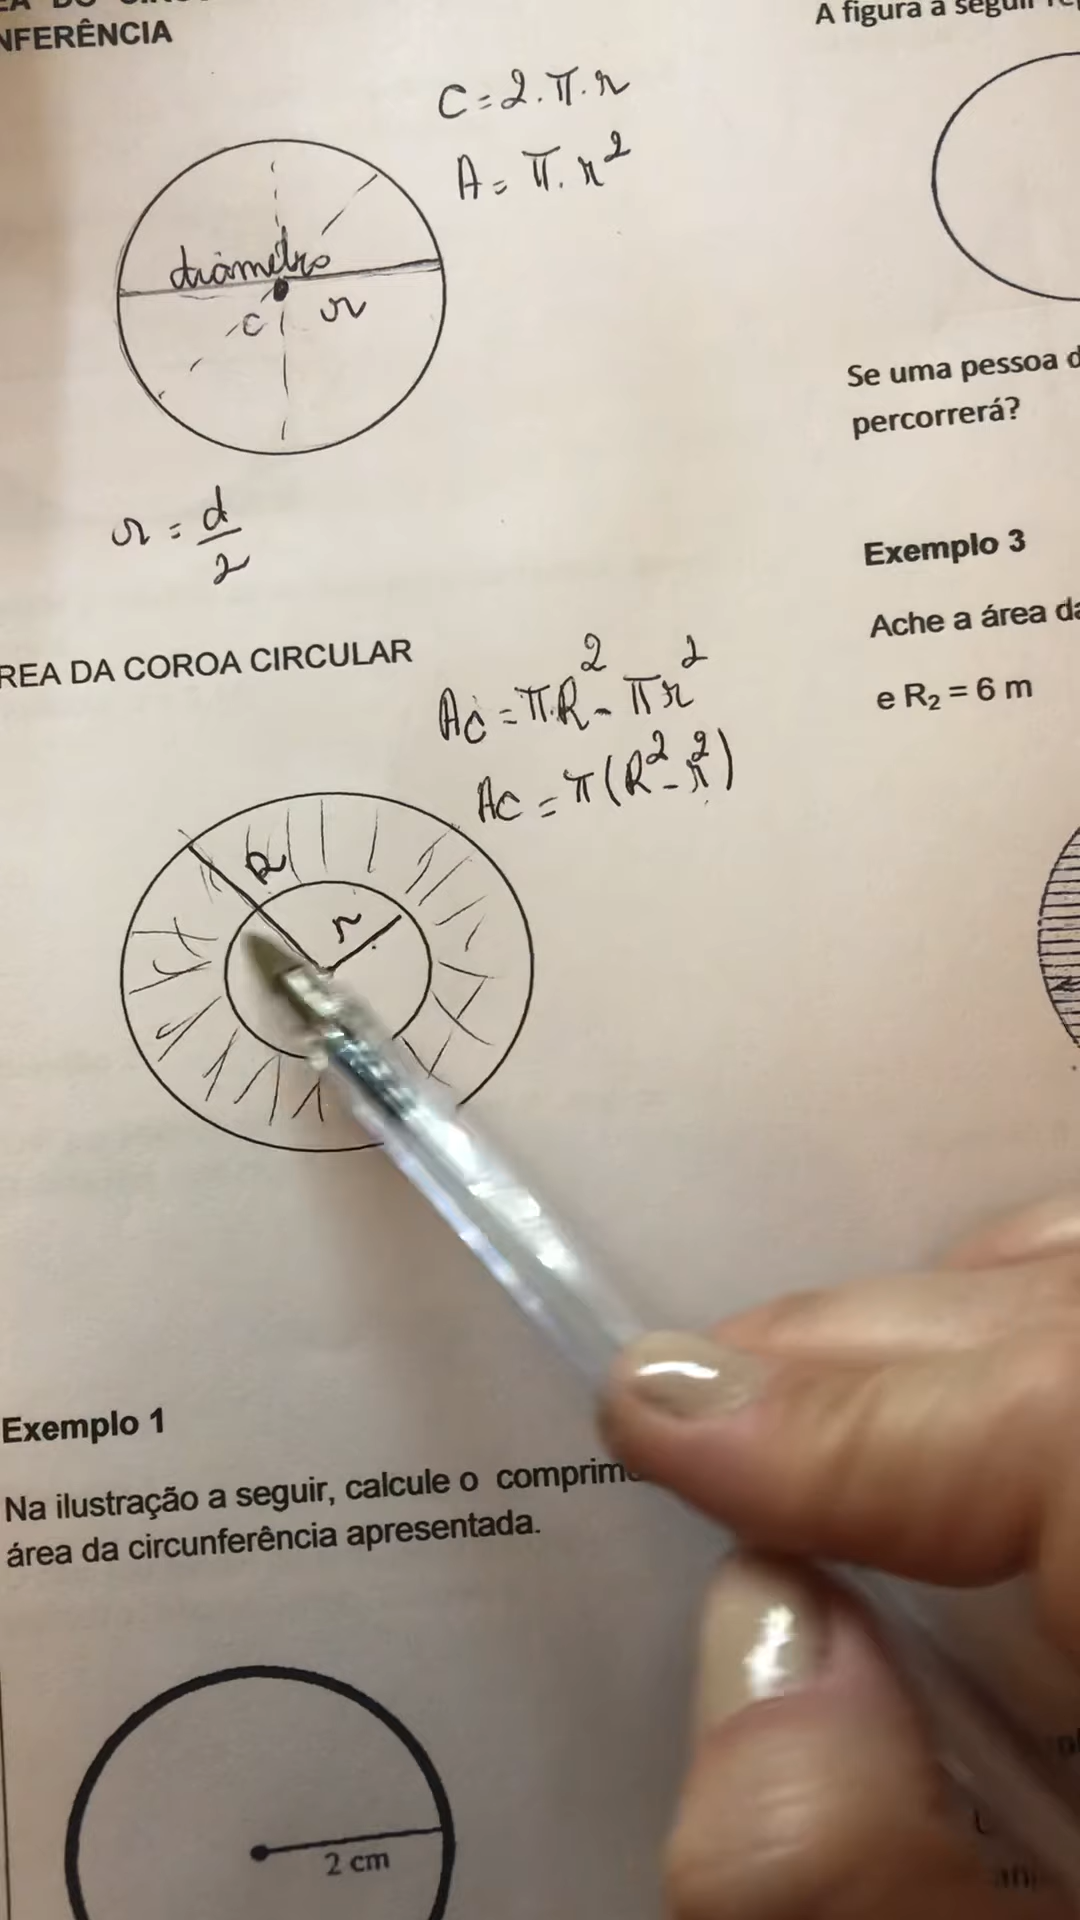 NFERÊNCIA
C = 2.π.r
A = π.r²
diâmetro
c
r
r = d/2
REA DA COROA CIRCULAR
Ac = π.R² - πr²
Ac = π(R² - r²)
R
r
Exemplo 1
Na ilustração a seguir, calcule o comprim
área da circunferência apresentada.
2 cm
A figura a seguir
Se uma pessoa d
percorrerá?
Exemplo 3
Ache a área da
e R₂ = 6 m